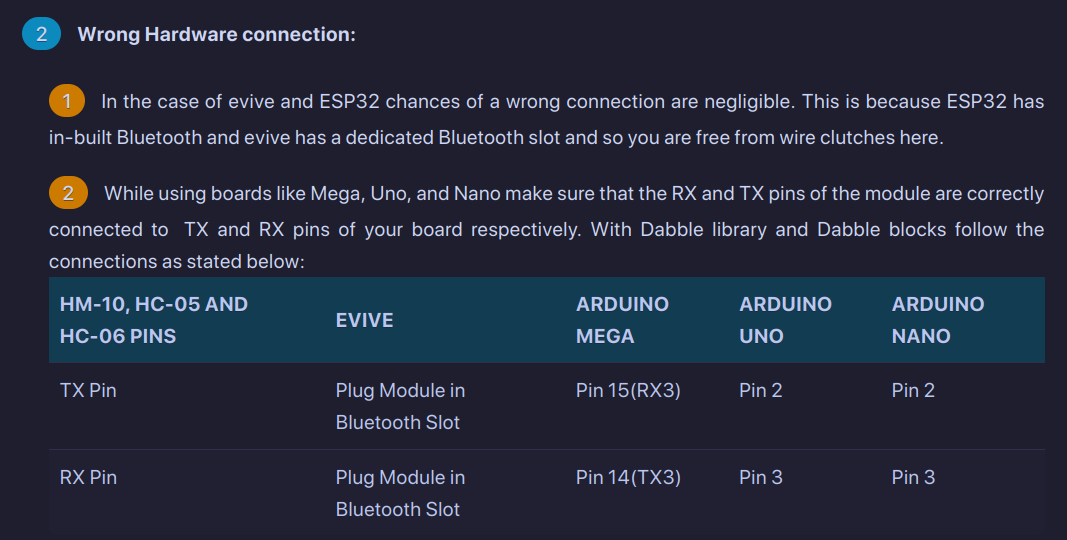 2 Wrong Hardware connection:
1 In the case of evive and ESP32 chances of a wrong connection are negligible. This is because ESP32 has
in-built Bluetooth and evive has a dedicated Bluetooth slot and so you are free from wire clutches here.
2 While using boards like Mega, Uno, and Nano make sure that the RX and TX pins of the module are correctly
connected to TX and RX pins of your board respectively. With Dabble library and Dabble blocks follow the
connections as stated below:
HM-10, HC-05 AND
HC-06 PINS
EVIVE
ARDUINO
MEGA
ARDUINO
UNO
ARDUINO
NANO
TX Pin
Plug Module in
Bluetooth Slot
Pin 15(RX3)
Pin 2
Pin 2
RX Pin
Plug Module in
Bluetooth Slot
Pin 14(TX3)
Pin 3
Pin 3